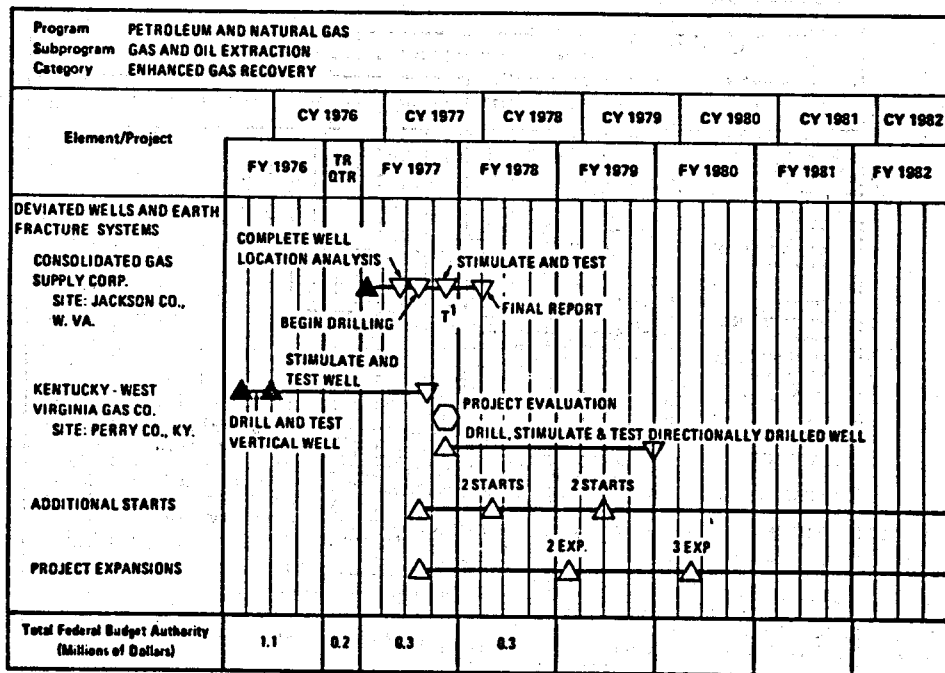 Program PETROLEUM AND NATURAL GAS
Subprogram GAS AND OIL EXTRACTION
Category ENHANCED GAS RECOVERY
Element/Project
CY 1976 CY 1977 CY 1978 CY 1979 CY 1980 CY 1981 CY 1982
FY 1976 TR QTR FY 1977 FY 1978 FY 1979 FY 1980 FY 1981 FY 1982
DEVIATED WELLS AND EARTH
FRACTURE SYSTEMS
CONSOLIDATED GAS
SUPPLY CORP.
SITE: JACKSON CO.,
W. VA.
COMPLETE WELL
LOCATION ANALYSIS
STIMULATE AND TEST
BEGIN DRILLING
T¹
FINAL REPORT
KENTUCKY - WEST
VIRGINIA GAS CO.
SITE: PERRY CO., KY.
STIMULATE AND
TEST WELL
DRILL AND TEST
VERTICAL WELL
PROJECT EVALUATION
DRILL, STIMULATE & TEST DIRECTIONALLY DRILLED WELL
ADDITIONAL STARTS
2 STARTS 2 STARTS
PROJECT EXPANSIONS
2 EXP. 3 EXP
Total Federal Budget Authority
(Millions of Dollars)
1.1 0.2 0.3 0.3